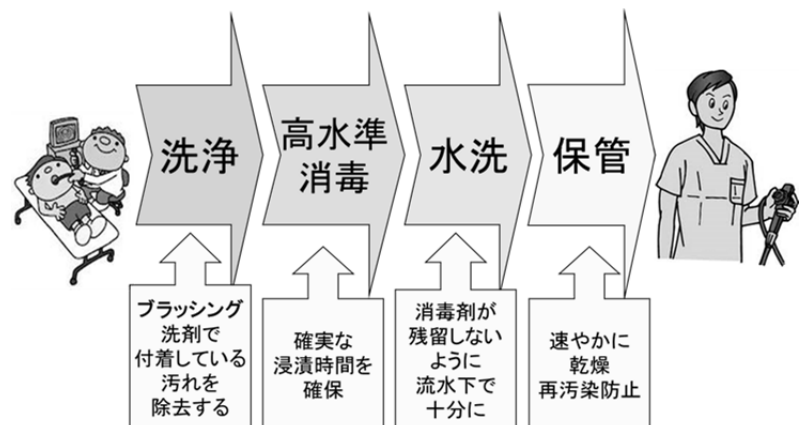 洗浄
高水準
消毒
水洗
保管
ブラッシング
洗剤で
付着している
汚れを
除去する
確実な
浸漬時間を
確保
消毒剤が
残留しない
ように
流水下で
十分に
速やかに
乾燥
再汚染防止